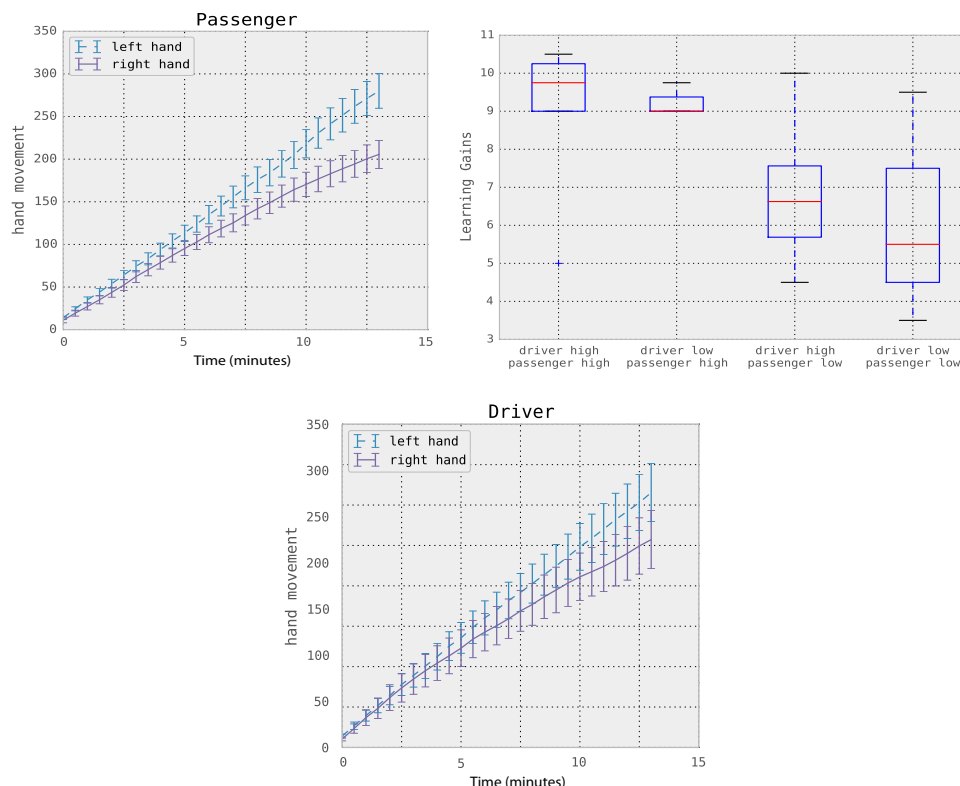 Passenger
350
300
250
200
150
100
50
0
hand movement
left hand
right hand
0 5 10 15
Time (minutes)
11
10
9
8
7
6
5
4
3
Learning Gains
driver high driver low driver high driver low
passenger high passenger high passenger low passenger low
Driver
350
300
250
200
150
100
50
0
hand movement
left hand
right hand
0 5 10 15
Time (minutes)